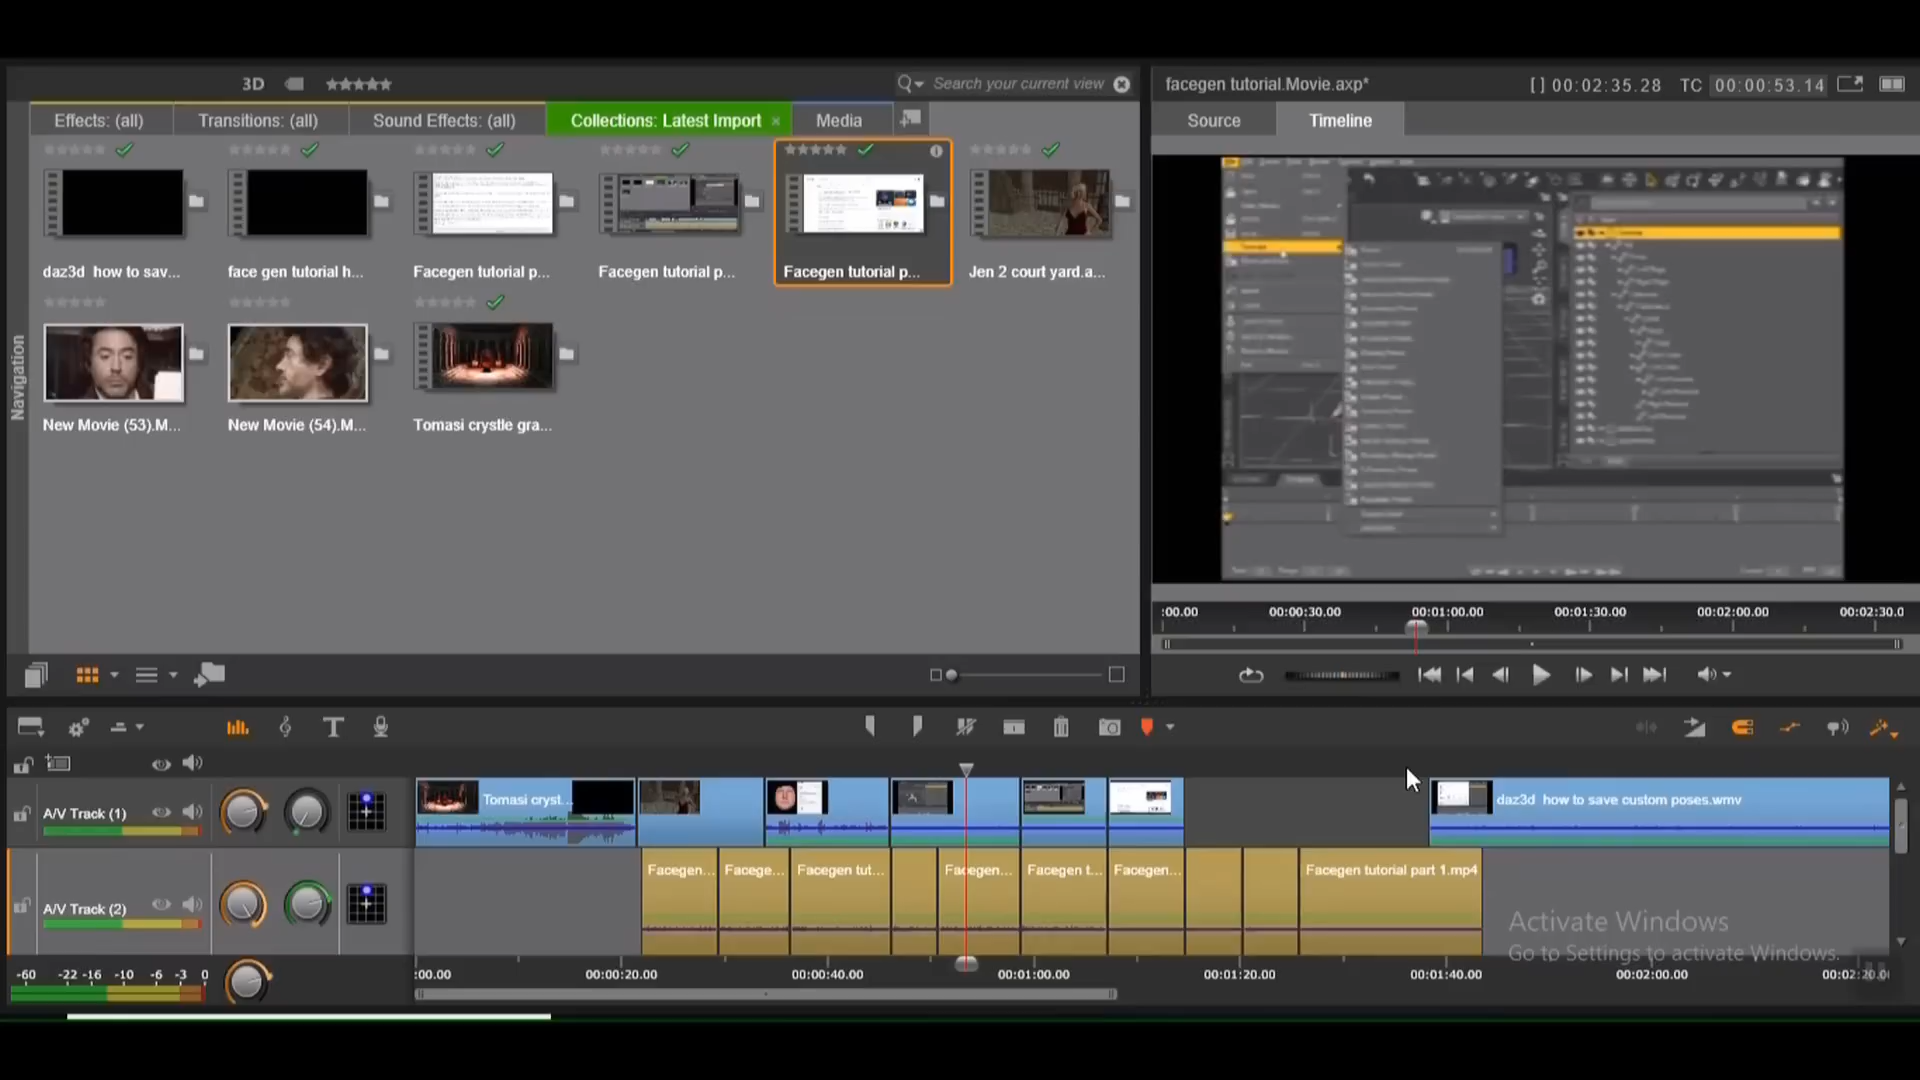 3D
Search your current view
facegen tutorial.Movie.axp*
[ ] 00:02:35.28
TC 00:00:53.14
Effects: (all)
Transitions: (all)
Sound Effects: (all)
Collections: Latest Import ×
Media
Source
Timeline
daz3d how to sav...
face gen tutorial h...
Facegen tutorial p...
Facegen tutorial p...
Facegen tutorial p...
Jen 2 court yard.a...
Navigation
New Movie (53).M...
New Movie (54).M...
Tomasi crystle gra...
:00.00
00:00:30.00
00:01:00.00
00:01:30.00
00:02:00.00
00:02:30.0
A/V Track (1)
Tomasi cryst...
daz3d how to save custom poses.wmv
A/V Track (2)
Facegen...
Facege...
Facegen tut...
Facegen...
Facegen t...
Facegen...
Facegen tutorial part 1.mp4
Activate Windows
Go to Settings to activate Windows.
-60 -22 -16 -10 -6 -3 0
:00.00
00:00:20.00
00:00:40.00
00:01:00.00
00:01:20.00
00:01:40.00
00:02:00.00
00:02:20.0